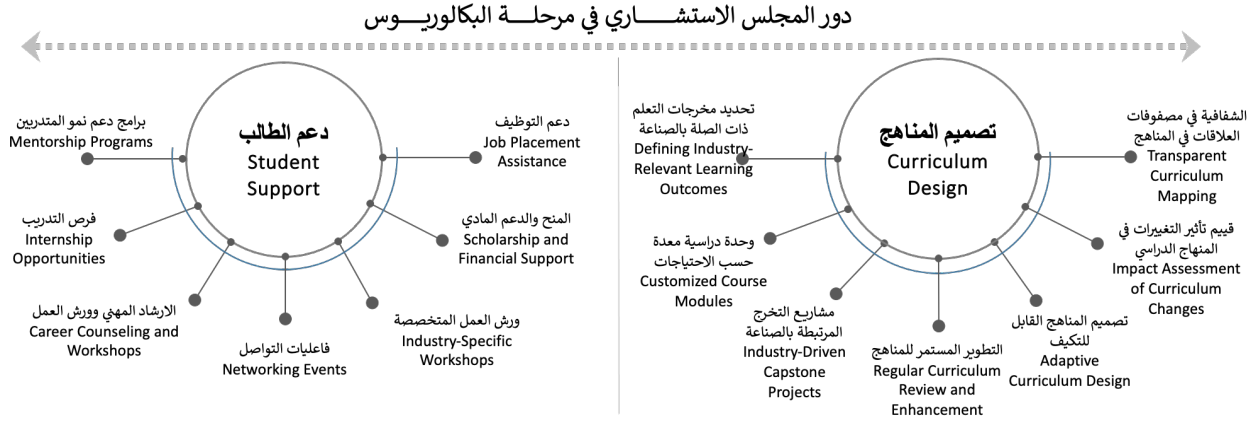 دور المجلس الاستشـــــــاري في مرحلـــــة البكالوريـــــوس
تصميم المناهج
Curriculum
Design
الشفافية في مصفوفات
العلاقات في المناهج
Transparent
Curriculum
Mapping
قييم تأثير التغييرات في
المنهاج الدراسي
Impact Assessment
of Curriculum
Changes
تصميم المناهج القابل
للتكيف
Adaptive
Curriculum Design
التطوير المستمر للمناهج
Regular Curriculum
Review and
Enhancement
مشاريع التخرج
المرتبطة بالصناعة
Industry-Driven
Capstone
Projects
وحدة دراسية معدة
حسب الاحتياجات
Customized Course
Modules
تحديد مخرجات التعلم
ذات الصلة بالصناعة
Defining Industry-
Relevant Learning
Outcomes
دعم الطالب
Student
Support
دعم التوظيف
Job Placement
Assistance
المنح والدعم المادي
Scholarship and
Financial Support
ورش العمل المتخصصة
Industry-Specific
Workshops
فاعليات التواصل
Networking Events
الارشاد المهني وورش العمل
Career Counseling and
Workshops
فرص التدريب
Internship
Opportunities
برامج دعم نمو المتدربين
Mentorship Programs